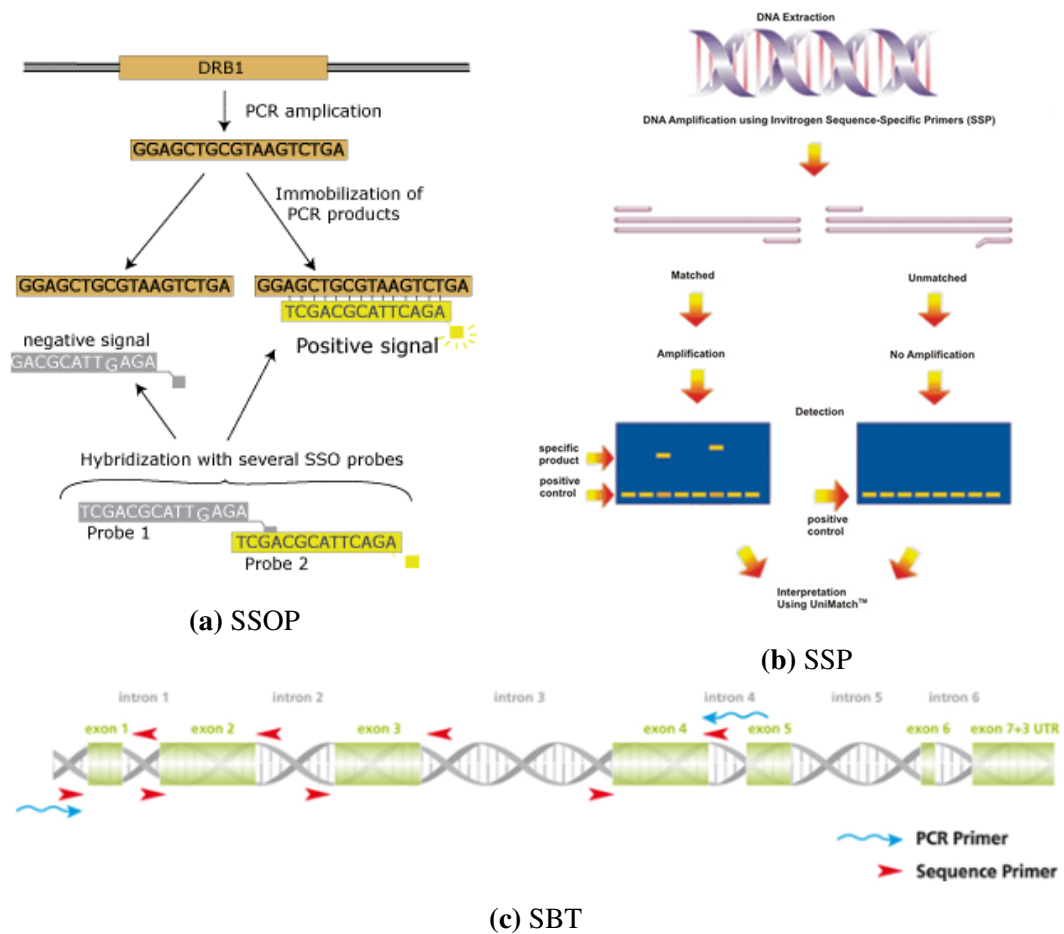 DRB1
PCR amplication
GGAGCTGCGTAAGTCTGA
Immobilization of
PCR products
GGAGCTGCGTAAGTCTGA
GGAGCTGCGTAAGTCTGA
TCGACGCATTCAGA
negative signal
Positive signal
GACGCATTGAGA
Hybridization with several SSO probes
TCGACGCATTGAGA
Probe 1
TCGACGCATTCAGA
Probe 2
(a) SSOP
DNA Extraction
DNA Amplification using Invitrogen Sequence-Specific Primers (SSP)
Matched
Unmatched
Amplification
No Amplification
Detection
specific
product
positive
control
positive
control
Interpretation
Using UniMatch™
(b) SSP
intron 1
intron 2
intron 3
intron 4
intron 5
intron 6
exon 1
exon 2
exon 3
exon 4
exon 5
exon 6
exon 7+3 UTR
PCR Primer
Sequence Primer
(c) SBT